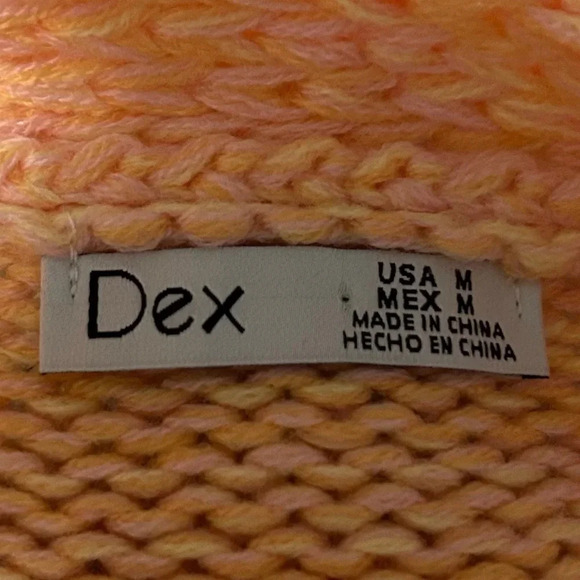 Dex
USA M
MEX M
MADE IN CHINA
HECHO EN CHINA